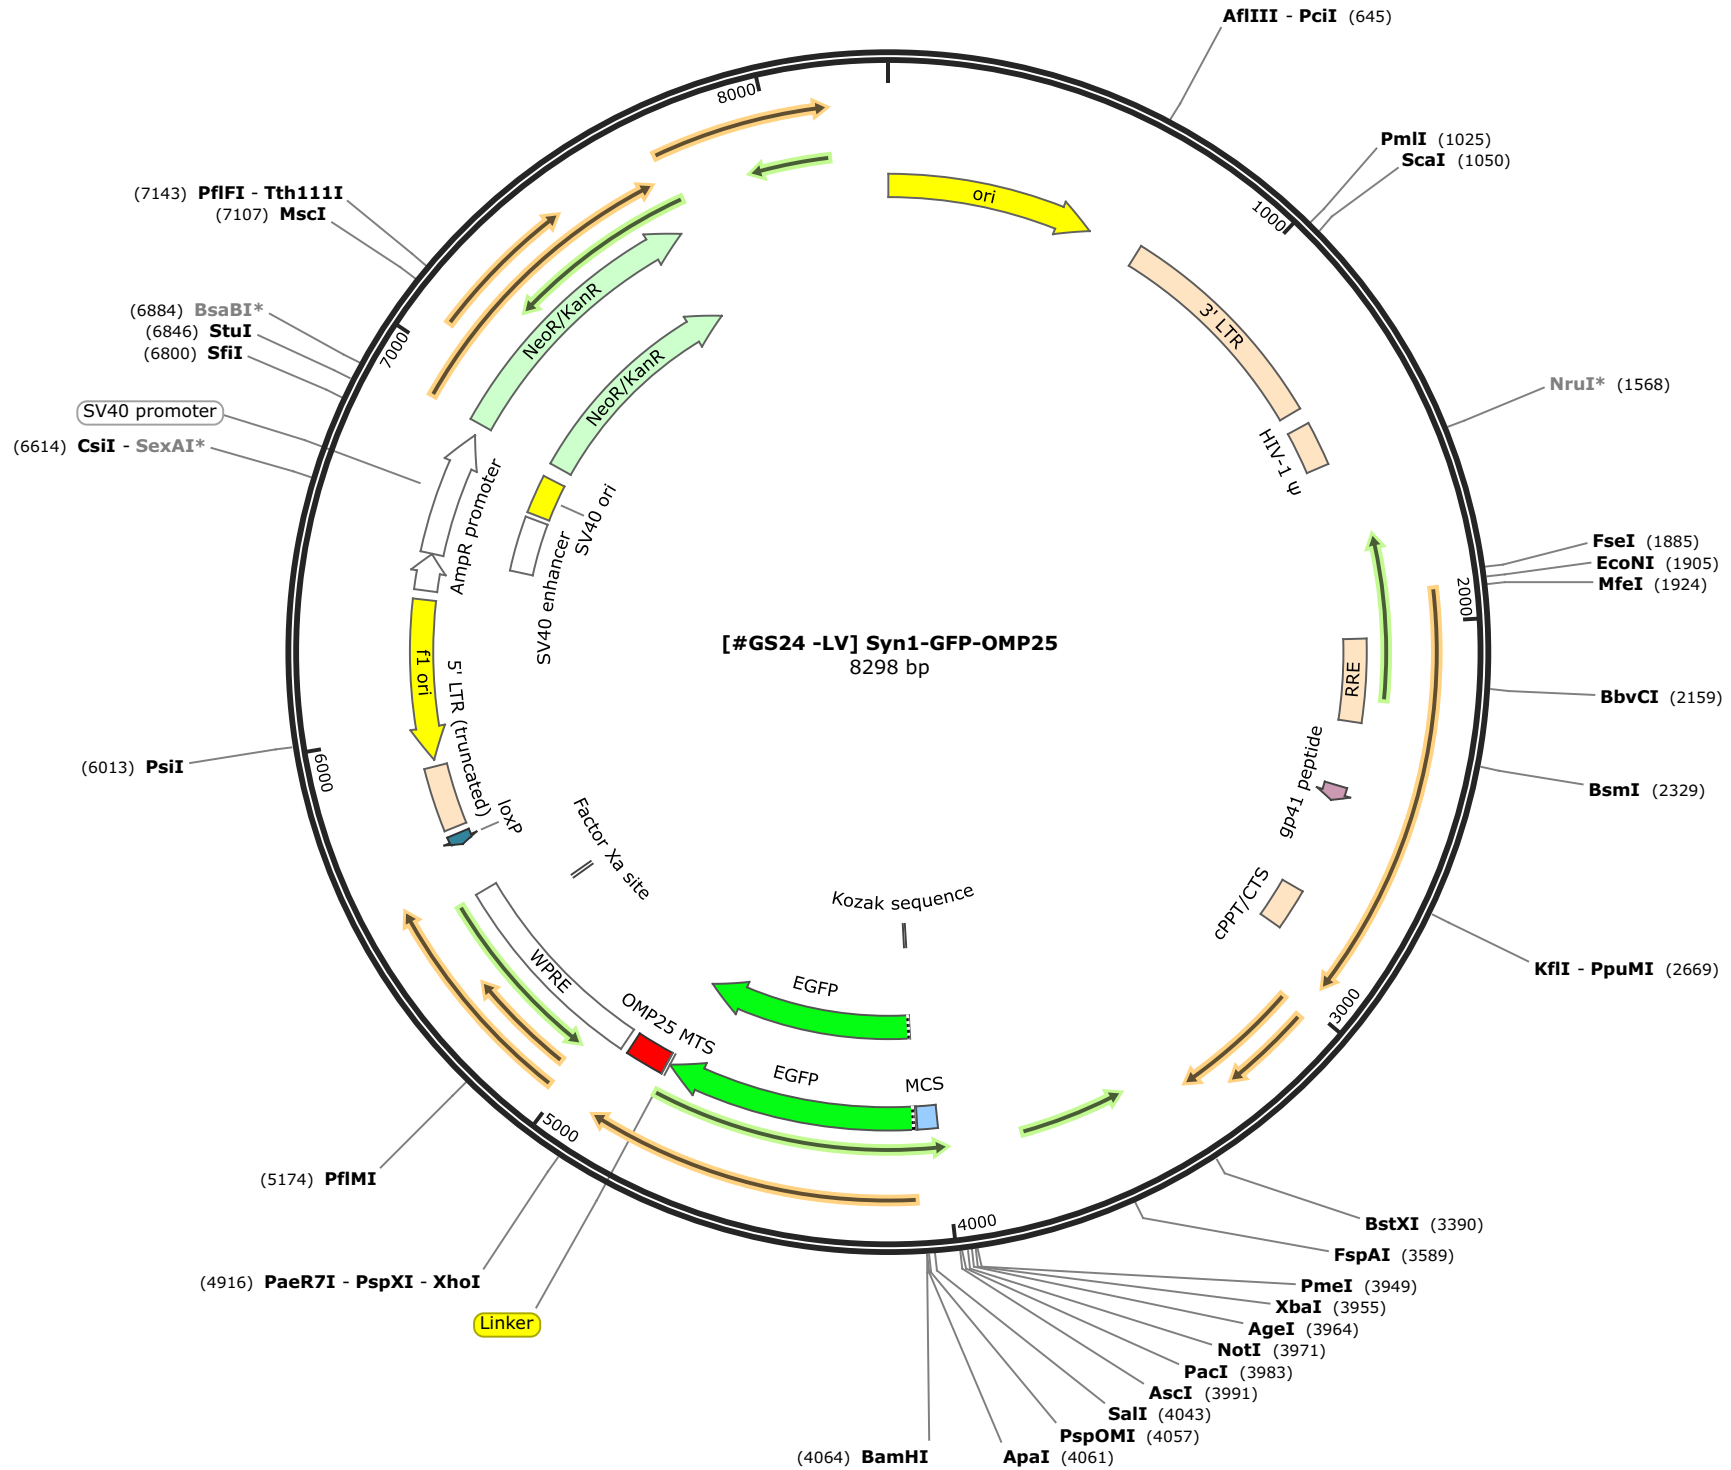 AflIII - PciI (645)
PmlI (1025)
ScaI (1050)
NruI* (1568)
FseI (1885)
EcoNI (1905)
MfeI (1924)
BbvCI (2159)
BsmI (2329)
KflI - PpuMI (2669)
BstXI (3390)
FspAI (3589)
PmeI (3949)
XbaI (3955)
AgeI (3964)
NotI (3971)
PacI (3983)
AscI (3991)
SalI (4043)
PspOMI (4057)
ApaI (4061)
(4064) BamHI
Linker
(4916) PaeR7I - PspXI - XhoI
(5174) PflMI
(6013) PsiI
(6614) CsiI - SexAI*
SV40 promoter
(6800) SfiI
(6846) StuI
(6884) BsaBI*
(7107) MscI
(7143) PflFI - Tth111I
1000
2000
3000
4000
5000
6000
7000
8000
ori
3' LTR
HIV-1 Ψ
RRE
gp41 peptide
cPPT/CTS
MCS
EGFP
EGFP
Kozak sequence
OMP25 MTS
WPRE
Factor Xa site
loxP
5' LTR (truncated)
f1 ori
AmpR promoter
SV40 enhancer
SV40 ori
NeoR/KanR
NeoR/KanR
[#GS24 -LV] Syn1-GFP-OMP25
8298 bp